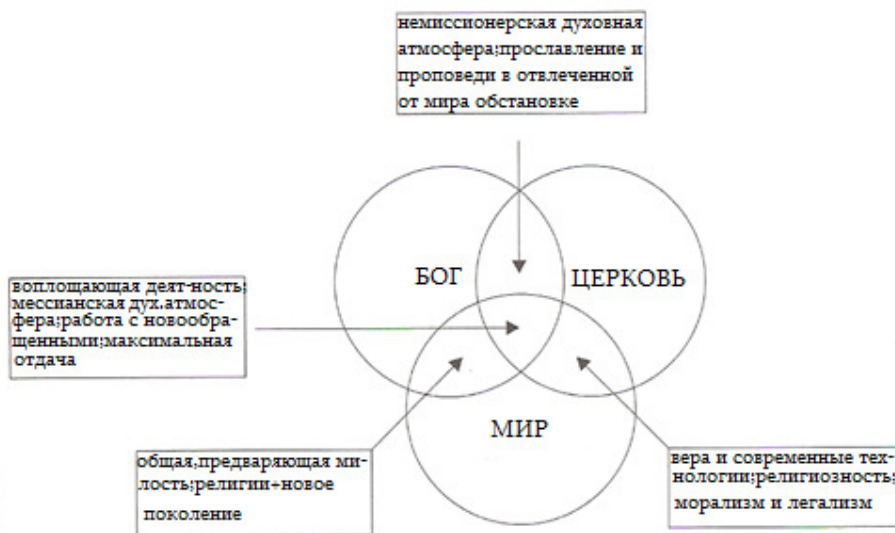 немиссионерская духовная
атмосфера;прославление и
проповеди в отвлеченной
от мира обстановке
БОГ
ЦЕРКОВЬ
воплощающая деят-ность;
мессианская дух.атмос-
фера;работа с новообра-
щенными;максимальная
отдача
МИР
общая,предваряющая ми-
лость;религии+новое
поколение
вера и современные тех-
нологии;религиозность;
морализм и легализм